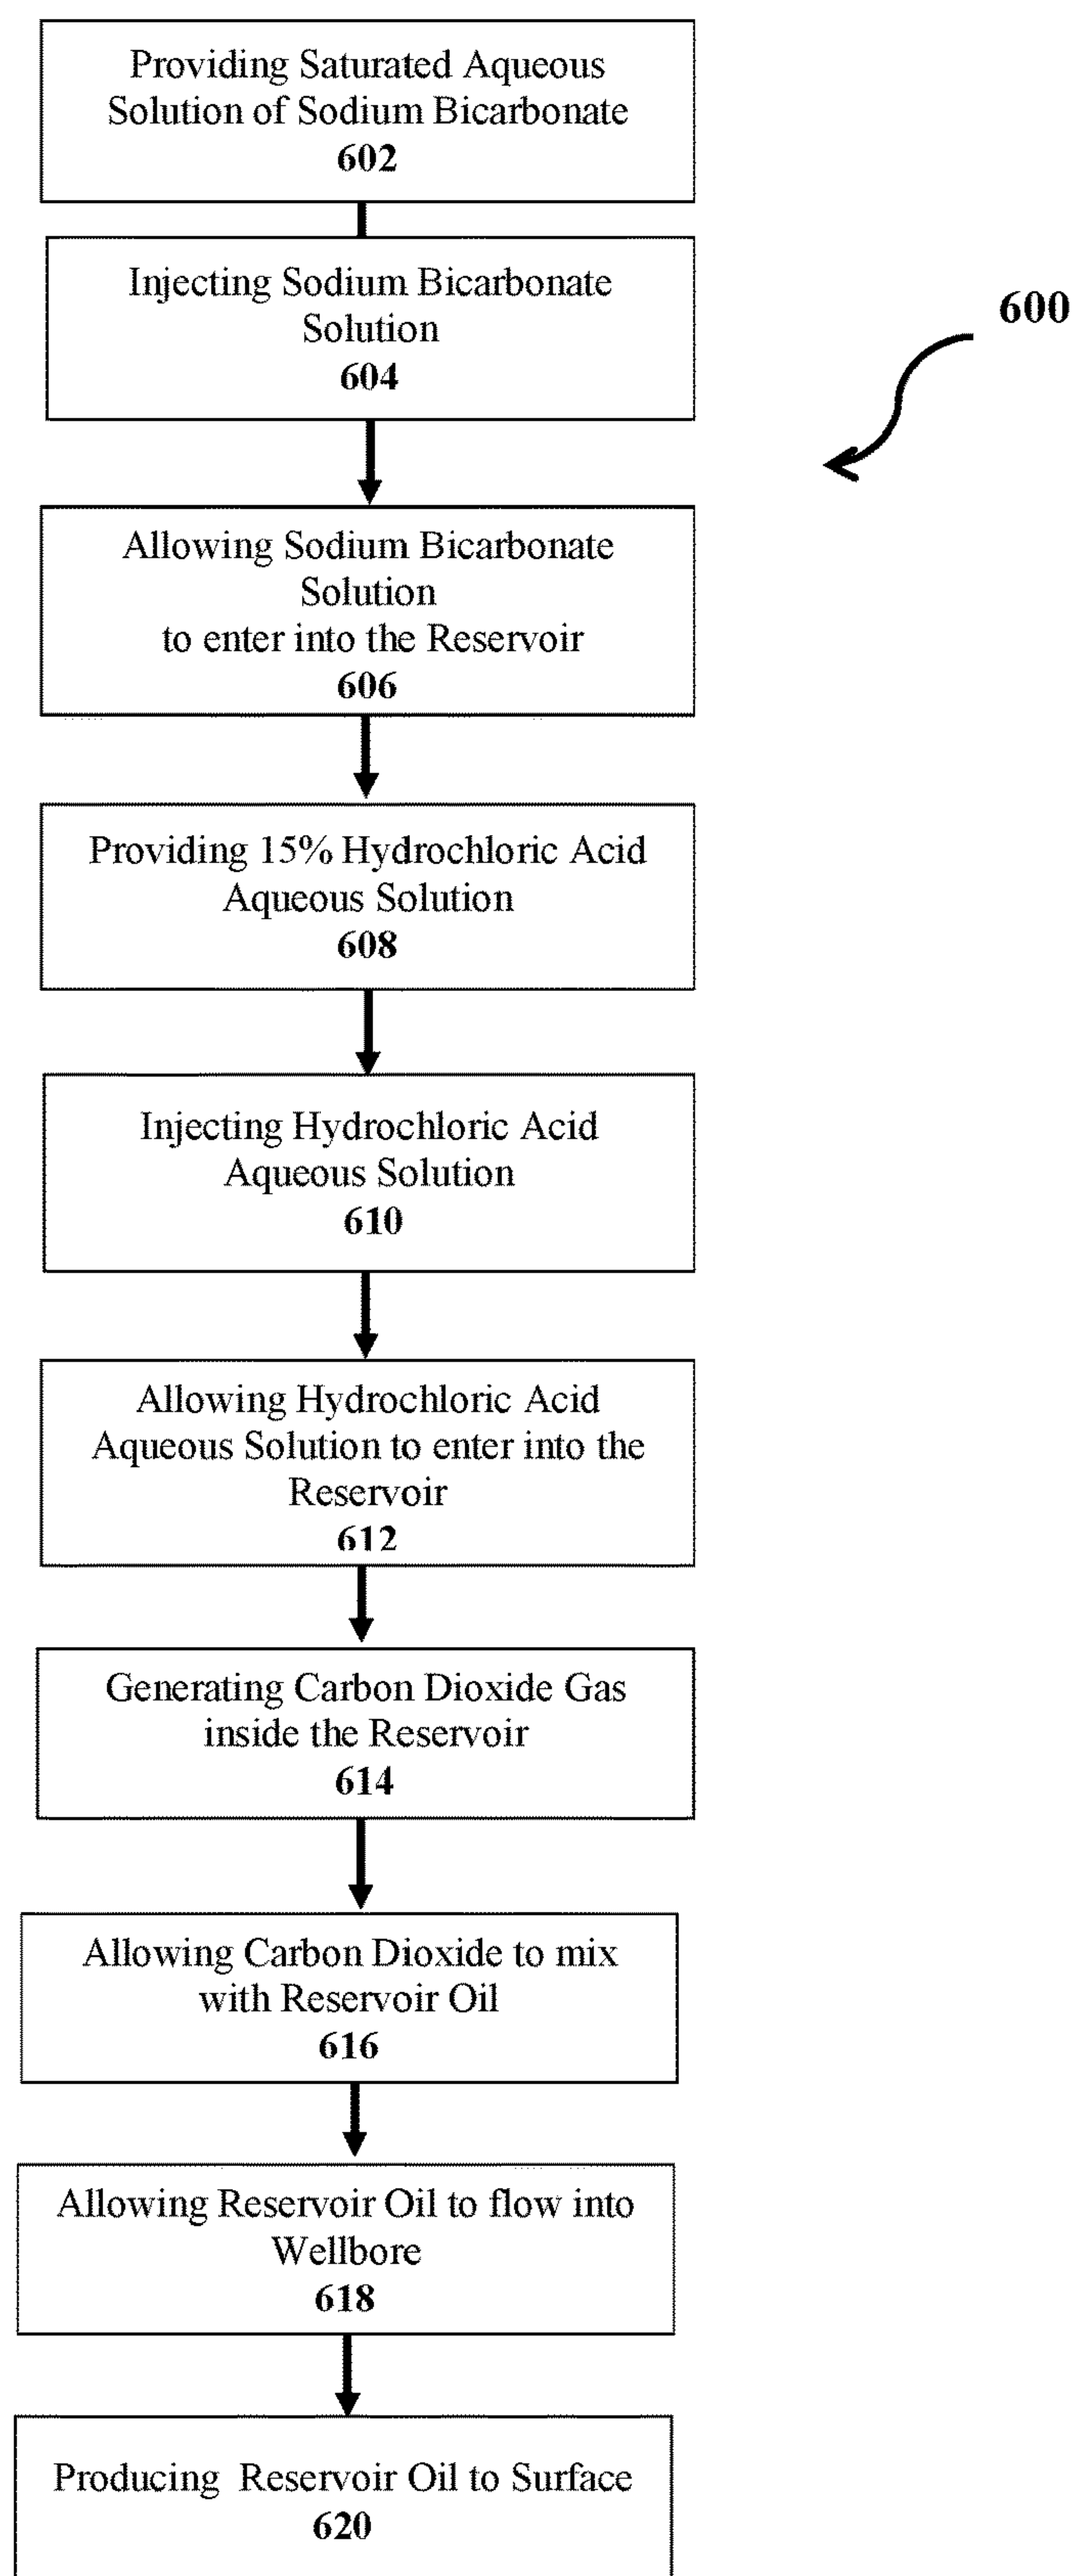 Providing Saturated Aqueous
Solution of Sodium Bicarbonate
602
Injecting Sodium Bicarbonate
Solution
604
600
Allowing Sodium Bicarbonate
Solution
to enter into the Reservoir
606
Providing 15% Hydrochloric Acid
Aqueous Solution
608
Injecting Hydrochloric Acid
Aqueous Solution
610
Allowing Hydrochloric Acid
Aqueous Solution to enter into the
Reservoir
612
Generating Carbon Dioxide Gas
inside the Reservoir
614
Allowing Carbon Dioxide to mix
with Reservoir Oil
616
Allowing Reservoir Oil to flow into
Wellbore
618
Producing Reservoir Oil to Surface
620